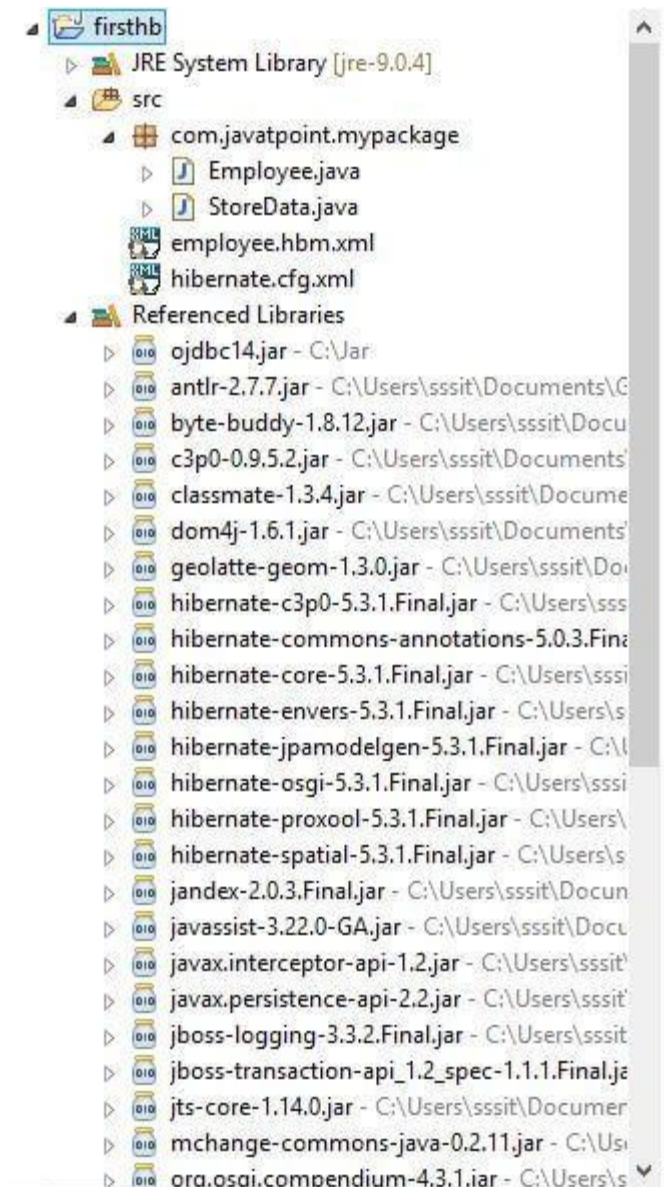 firsthb
JRE System Library [jre-9.0.4]
src
com.javatpoint.mypackage
Employee.java
StoreData.java
employee.hbm.xml
hibernate.cfg.xml
Referenced Libraries
ojdbc14.jar - C:\Jar
antlr-2.7.7.jar - C:\Users\sssit\Documents\G
byte-buddy-1.8.12.jar - C:\Users\sssit\Docu
c3p0-0.9.5.2.jar - C:\Users\sssit\Documents
classmate-1.3.4.jar - C:\Users\sssit\Docume
dom4j-1.6.1.jar - C:\Users\sssit\Documents
geolatte-geom-1.3.0.jar - C:\Users\sssit\Do
hibernate-c3p0-5.3.1.Final.jar - C:\Users\sss
hibernate-commons-annotations-5.0.3.Fina
hibernate-core-5.3.1.Final.jar - C:\Users\sssi
hibernate-envers-5.3.1.Final.jar - C:\Users\s
hibernate-jpamodelgen-5.3.1.Final.jar - C:\U
hibernate-osgi-5.3.1.Final.jar - C:\Users\sssi
hibernate-proxool-5.3.1.Final.jar - C:\Users\
hibernate-spatial-5.3.1.Final.jar - C:\Users\s
jandex-2.0.3.Final.jar - C:\Users\sssit\Docun
javassist-3.22.0-GA.jar - C:\Users\sssit\Docu
javax.interceptor-api-1.2.jar - C:\Users\sssit\
javax.persistence-api-2.2.jar - C:\Users\sssit
jboss-logging-3.3.2.Final.jar - C:\Users\sssit
jboss-transaction-api_1.2_spec-1.1.1.Final.ja
jts-core-1.14.0.jar - C:\Users\sssit\Documer
mchange-commons-java-0.2.11.jar - C:\Us
org.osgi.compendium-4.3.1.jar - C:\Users\s